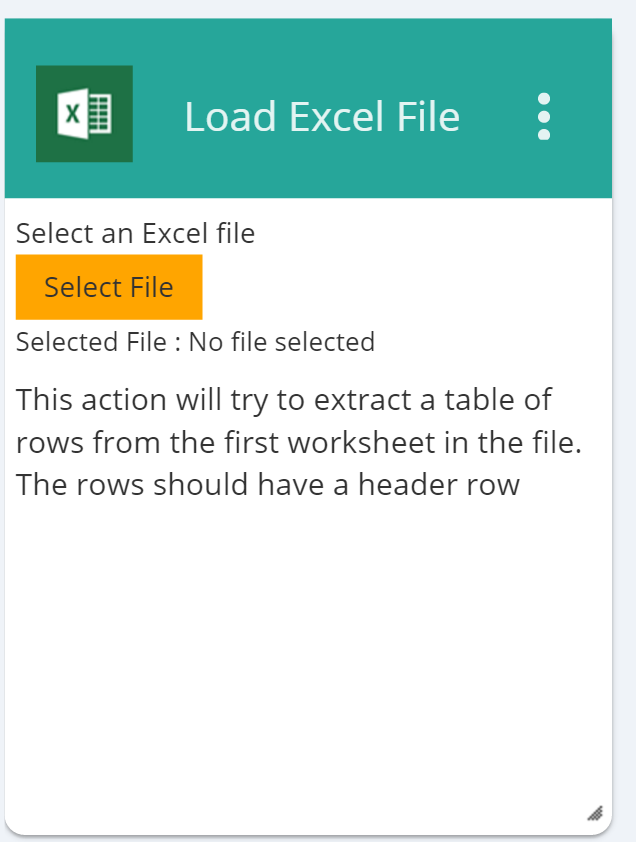 Load Excel File
Select an Excel file
Select File
Selected File : No file selected
This action will try to extract a table of
rows from the first worksheet in the file.
The rows should have a header row